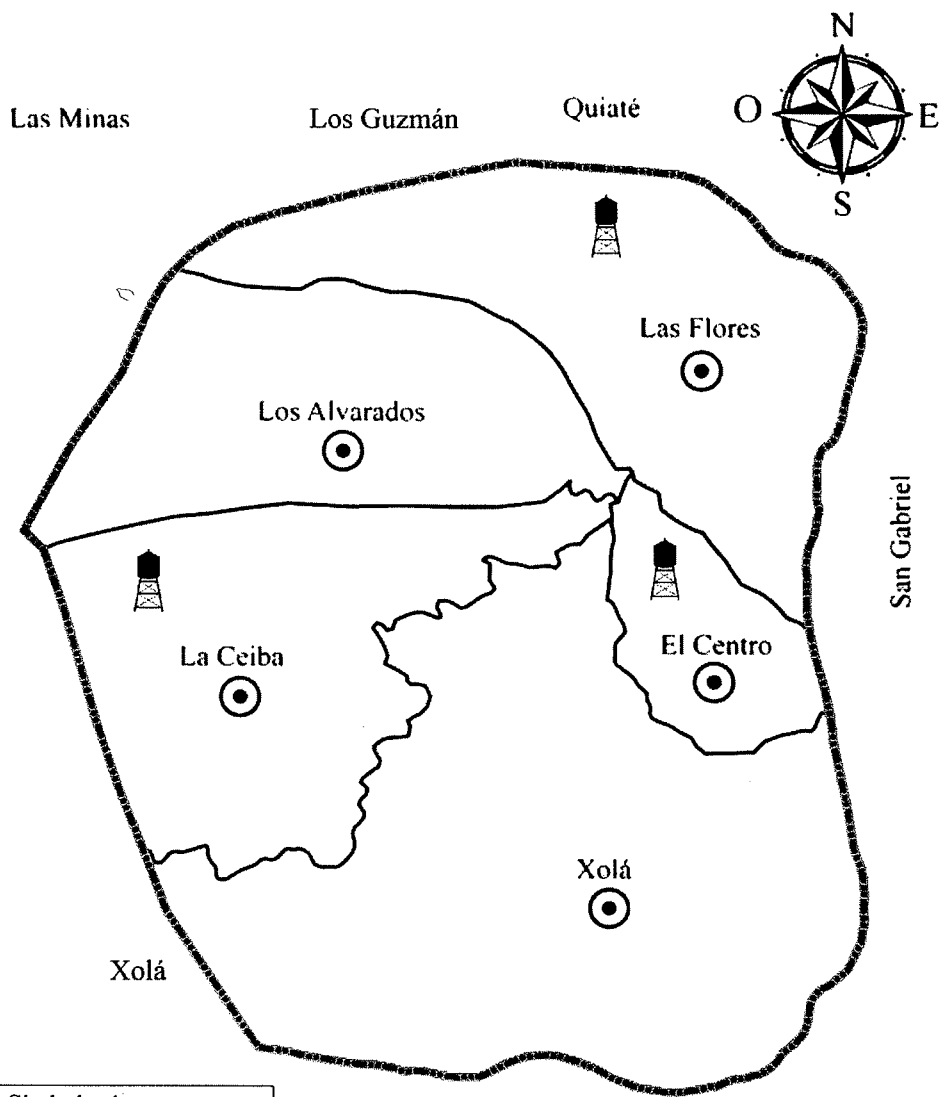 N
Las Minas
Los Guzmán
Quiaté
O
E
S
Las Flores
Los Alvarados
San Gabriel
La Ceiba
El Centro
Xolá
Xolá